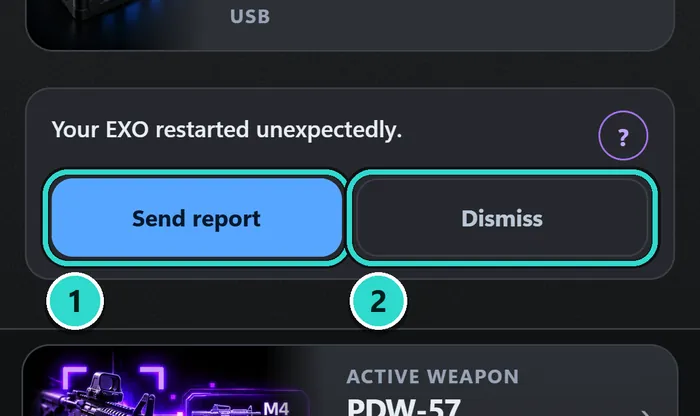 USB
Your EXO restarted unexpectedly.
?
Send report
Dismiss
1
2
M4
ACTIVE WEAPON
PDW-57